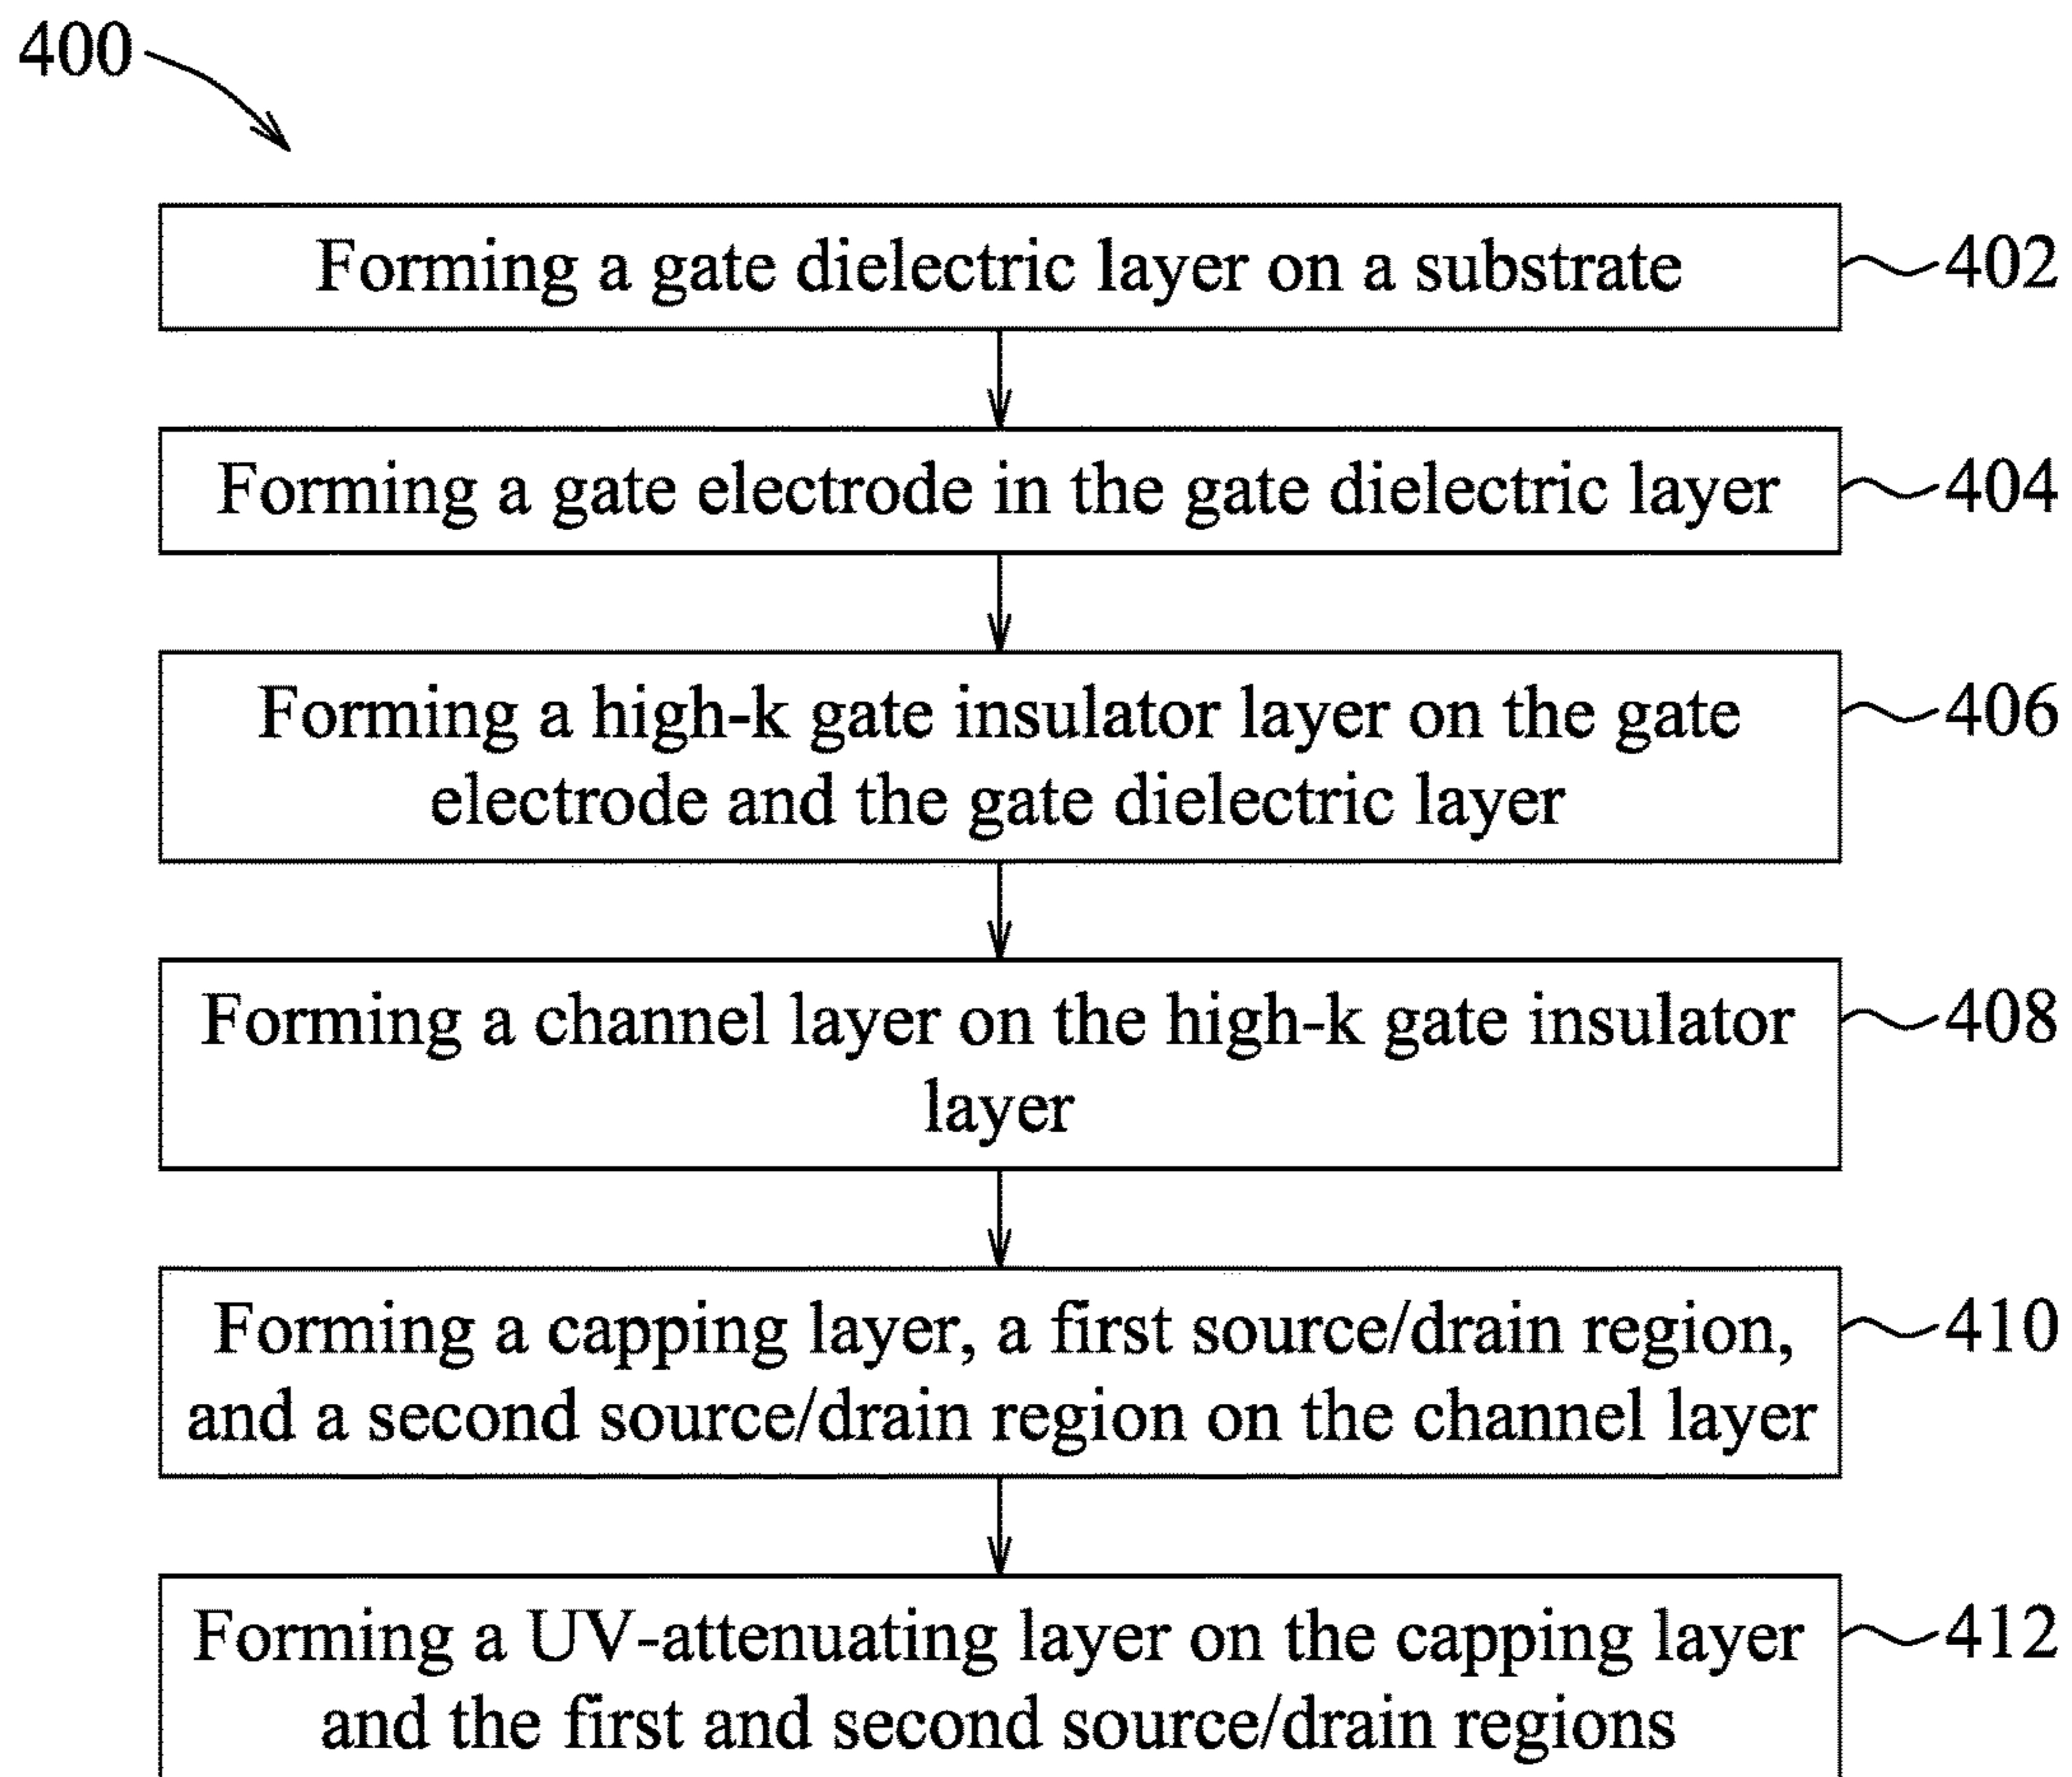 400
Forming a gate dielectric layer on a substrate
402
Forming a gate electrode in the gate dielectric layer
404
Forming a high-k gate insulator layer on the gate
electrode and the gate dielectric layer
406
Forming a channel layer on the high-k gate insulator
layer
408
Forming a capping layer, a first source/drain region,
and a second source/drain region on the channel layer
410
Forming a UV-attenuating layer on the capping layer
and the first and second source/drain regions
412